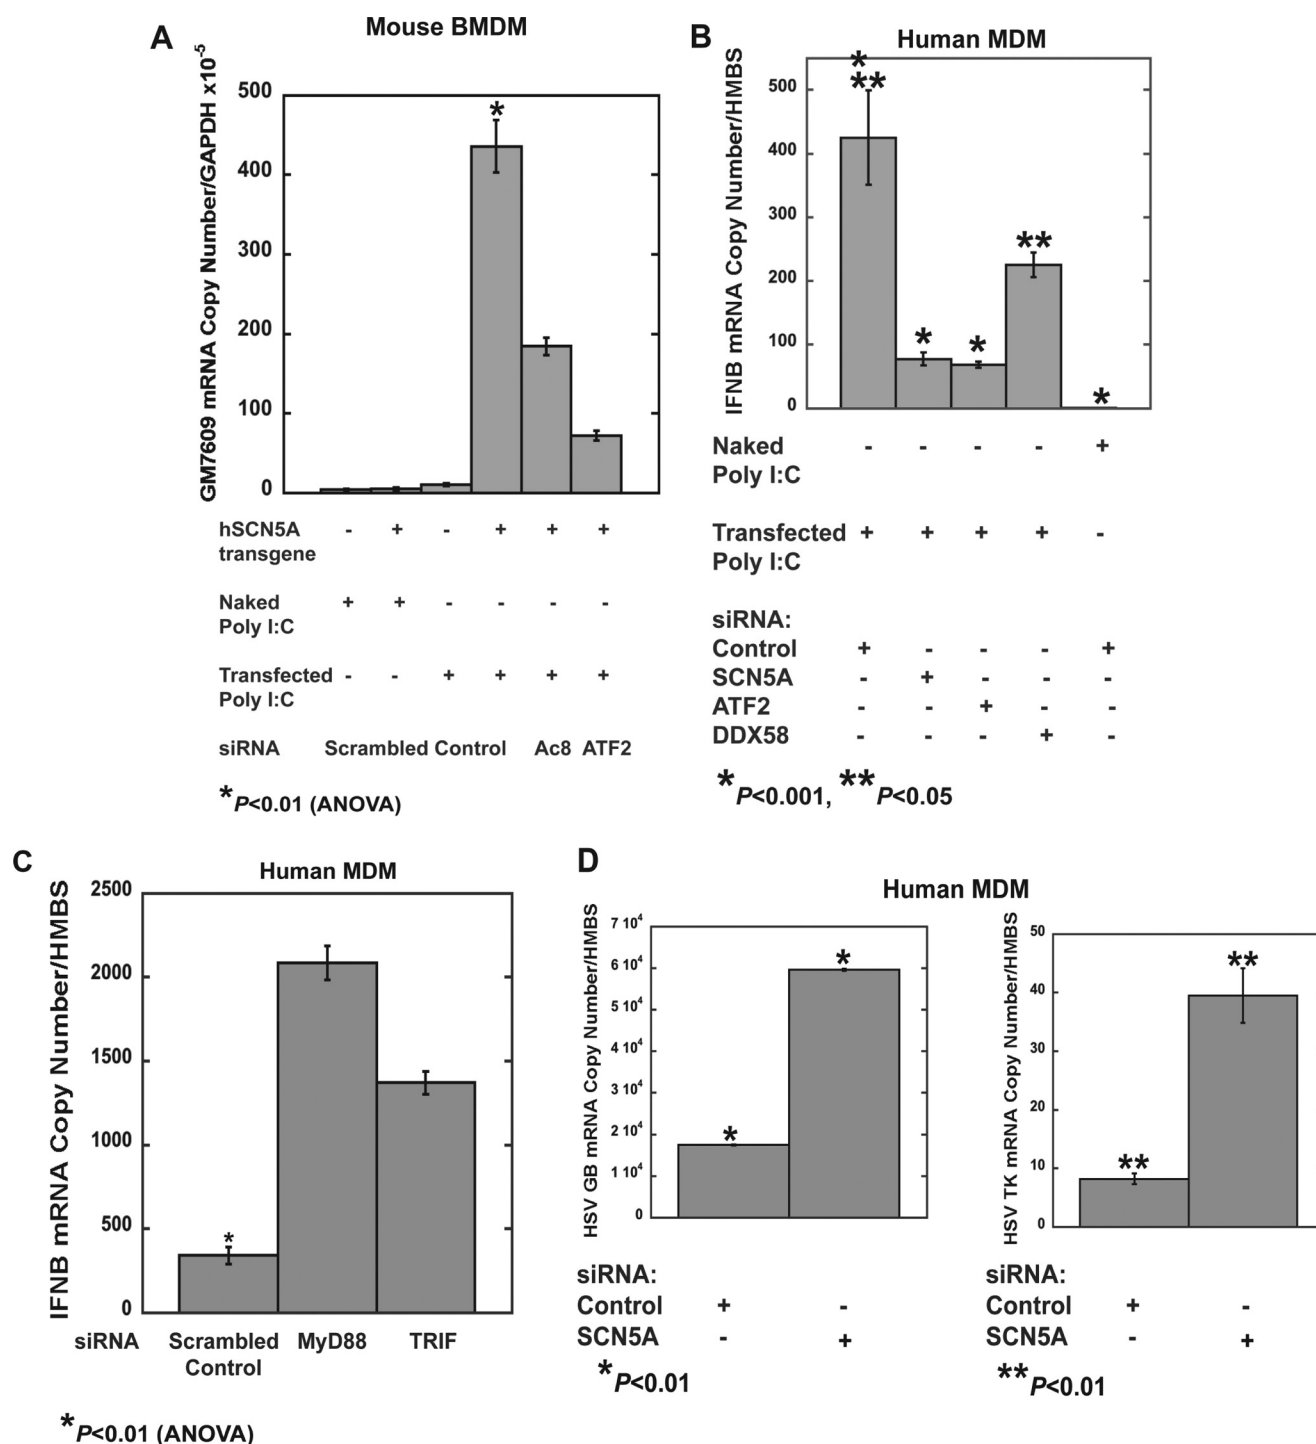 A
Mouse BMDM
GM7609 mRNA Copy Number/GAPDH x10-5
500
400
300
200
100
0
*
hSCN5A - + - + + +
transgene
Naked + + - - - -
Poly I:C
Transfected - - + + + +
Poly I:C
siRNA Scrambled Control Ac8 ATF2
*P<0.01 (ANOVA)
B
Human MDM
IFNB mRNA Copy Number/HMBS
500
400
300
200
100
0
*
**
*
*
**
*
Naked - - - - +
Poly I:C
Transfected + + + + -
Poly I:C
siRNA:
Control + - - - +
SCN5A - + - - -
ATF2 - - + - -
DDX58 - - - + -
*P<0.001, **P<0.05
C
Human MDM
IFNB mRNA Copy Number/HMBS
2500
2000
1500
1000
500
0
*
siRNA Scrambled MyD88 TRIF
Control
*P<0.01 (ANOVA)
D
Human MDM
HSV GB mRNA Copy Number/HMBS
7 104
6 104
5 104
4 104
3 104
2 104
1 104
0
*
*
siRNA:
Control + -
SCN5A - +
*P<0.01
HSV TK mRNA Copy Number/HMBS
50
40
30
20
10
0
**
**
siRNA:
Control + -
SCN5A - +
**P<0.01